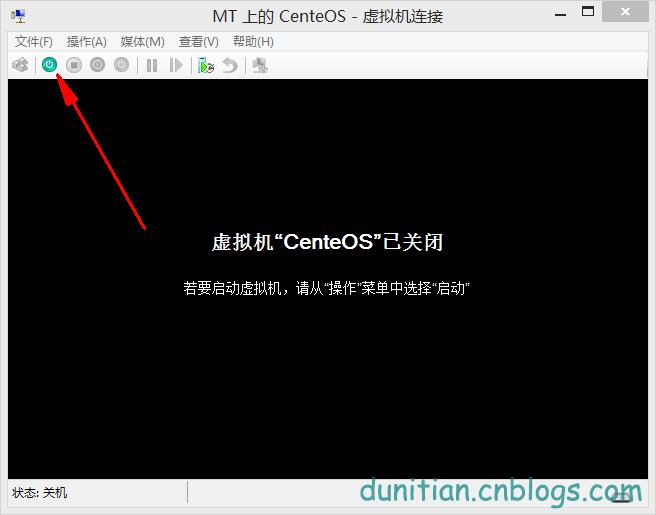 MT 上的 CenteOS - 虚拟机连接
文件(F) 操作(A) 媒体(M) 查看(V) 帮助(H)
虚拟机“CenteOS”已关闭
若要启动虚拟机，请从“操作”菜单中选择“启动”
状态: 关机
dunitian.cnblogs.com